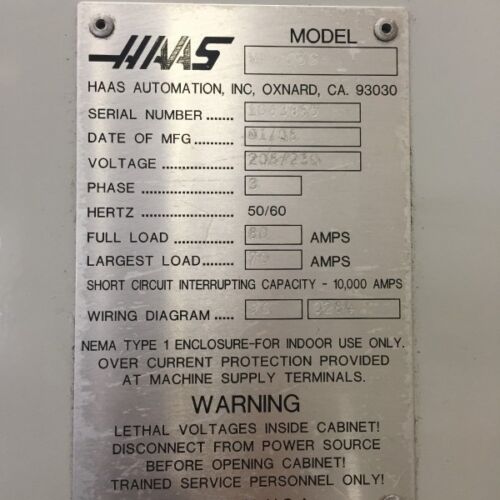 HAAS
MODEL
HAAS AUTOMATION, INC, OXNARD, CA. 93030
SERIAL NUMBER ......
DATE OF MFG ......
VOLTAGE ............ 208/230
PHASE ............... 3
HERTZ ............... 50/60
FULL LOAD ............ AMPS
LARGEST LOAD........ AMPS
SHORT CIRCUIT INTERRUPTING CAPACITY - 10,000 AMPS
WIRING DIAGRAM .....
NEMA TYPE 1 ENCLOSURE-FOR INDOOR USE ONLY.
OVER CURRENT PROTECTION PROVIDED
AT MACHINE SUPPLY TERMINALS.
WARNING
LETHAL VOLTAGES INSIDE CABINET!
DISCONNECT FROM POWER SOURCE
BEFORE OPENING CABINET!
TRAINED SERVICE PERSONNEL ONLY!